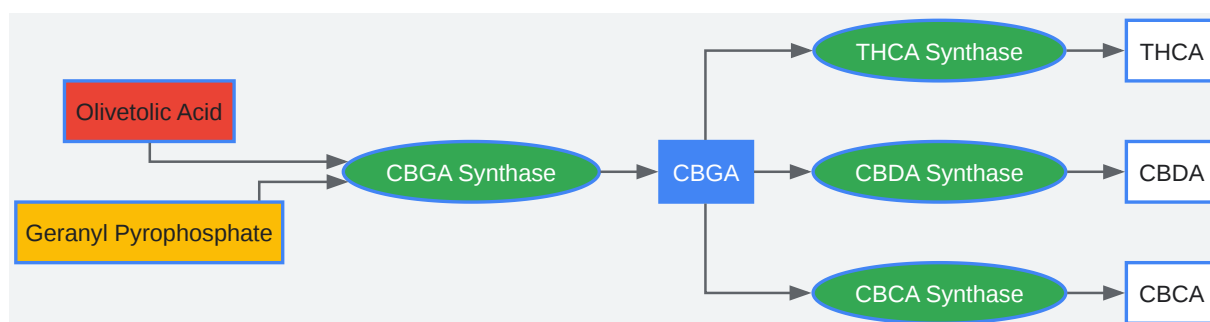 THCA Synthase
THCA
Olivetolic Acid
CBGA Synthase
CBGA
CBDA Synthase
CBDA
Geranyl Pyrophosphate
CBCA Synthase
CBCA